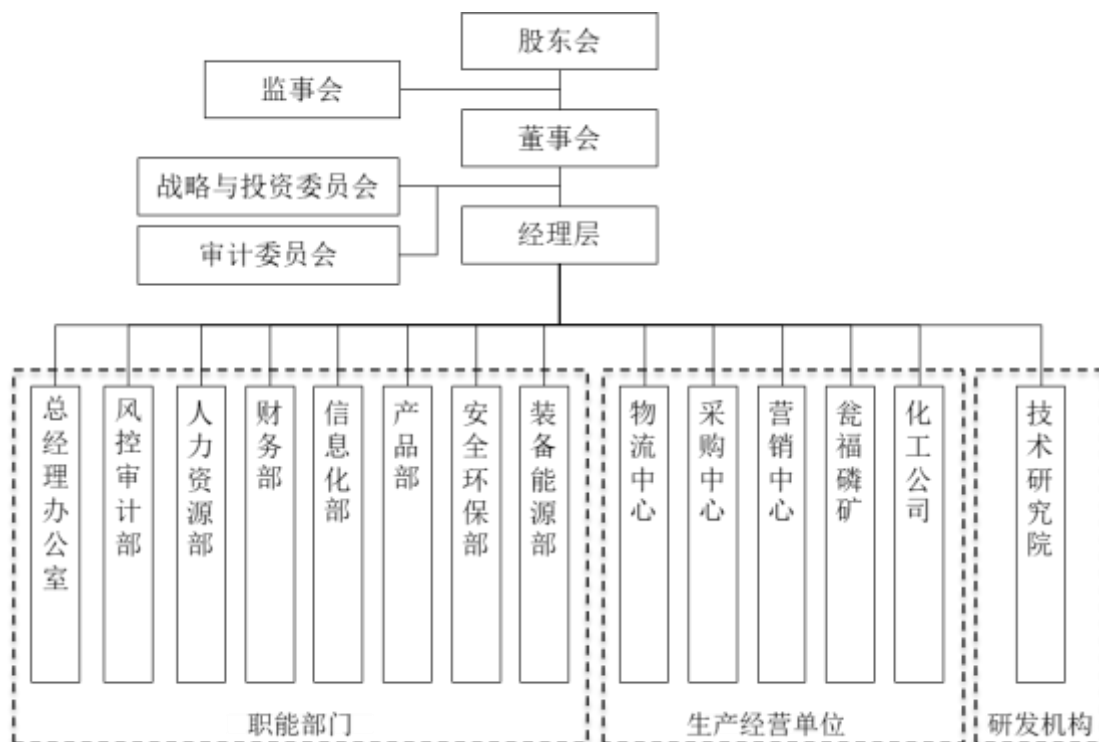 股东会
监事会
董事会
战略与投资委员会
经理层
审计委员会
总经理办公室
风控审计部
人力资源部
财务部
信息化部
产品部
安全环保部
装备能源部
物流中心
采购中心
营销中心
瓮福磷矿
化工公司
技术研究院
职能部门
生产经营单位
研发机构